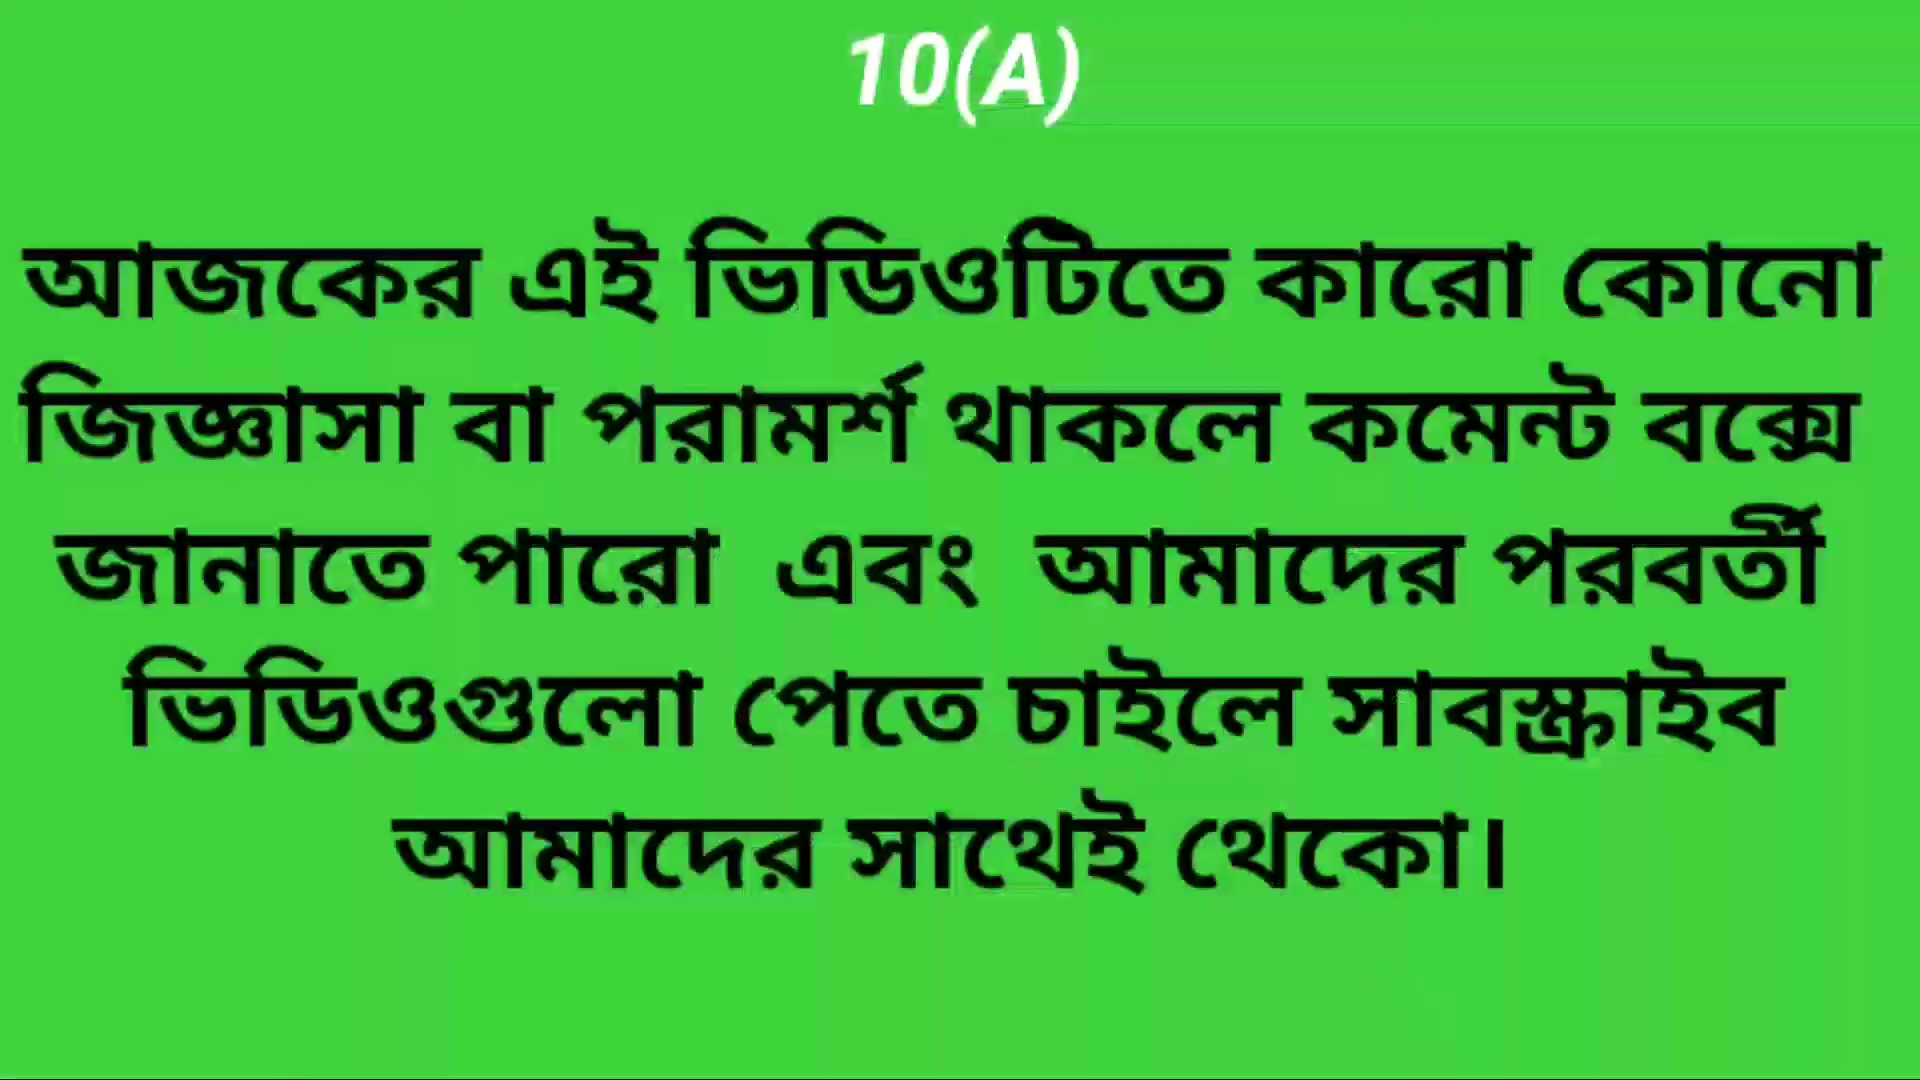 10(A)
আজকের এই ভিডিওটিতে কারো কোনো
জিজ্ঞাসা বা পরামর্শ থাকলে কমেন্ট বক্সে
জানাতে পারো এবং আমাদের পরবর্তী
ভিডিওগুলো পেতে চাইলে সাবস্ক্রাইব
আমাদের সাথেই থেকো।